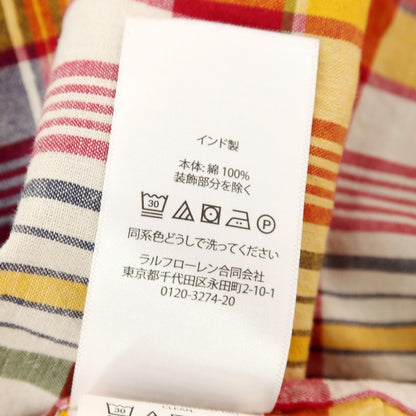 インド製
本体: 綿 100%
装飾部分を除く
30
P
同系色どうしで洗ってください
ラルフローレン合同会社
東京都千代田区永田町2-10-1
0120-3274-20
30
CLEAN